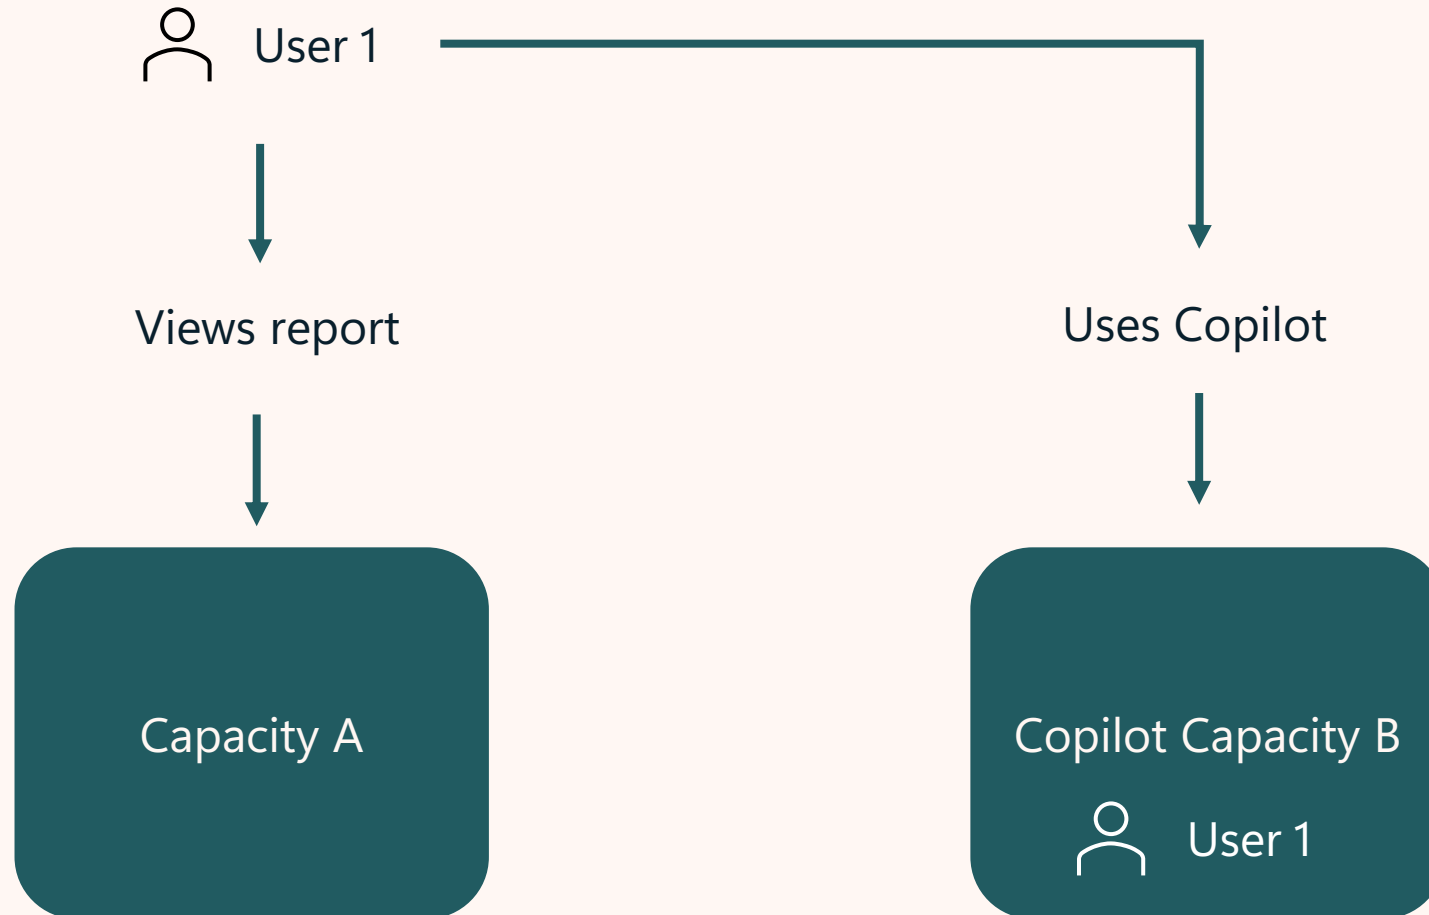 User 1
Views report
Uses Copilot
Capacity A
Copilot Capacity B
User 1